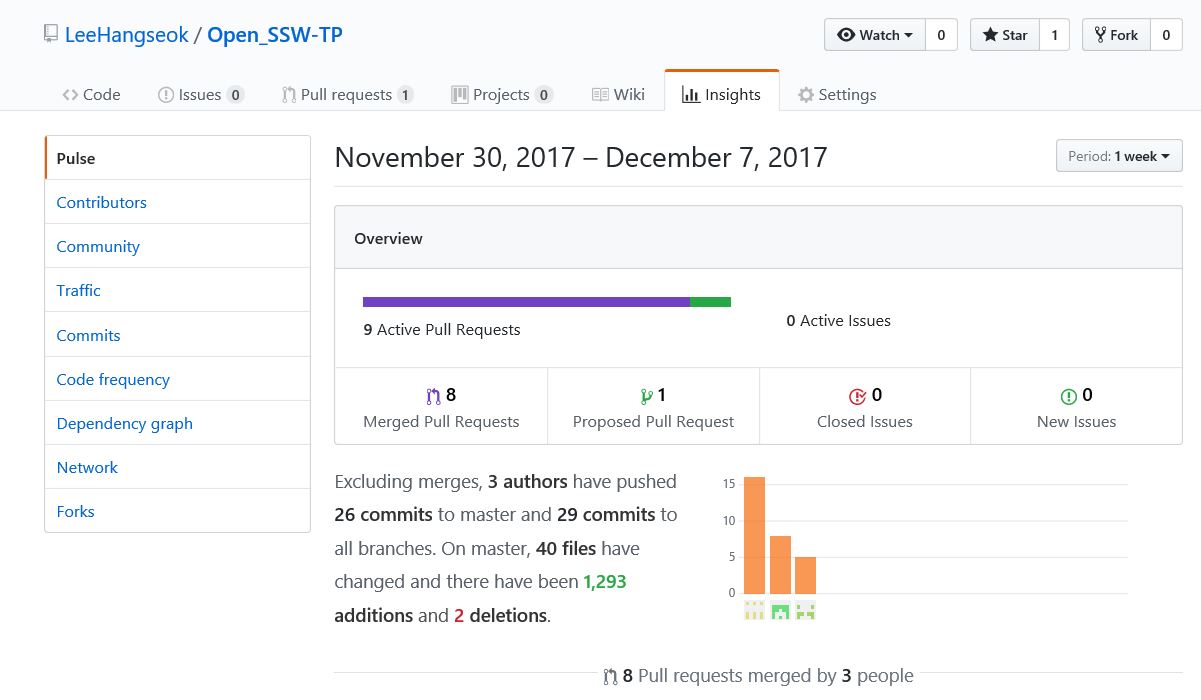 LeeHangseok / Open_SSW-TP
Watch 0 Star 1 Fork 0
Code Issues 0 Pull requests 1 Projects 0 Wiki Insights Settings
Pulse
Contributors
Community
Traffic
Commits
Code frequency
Dependency graph
Network
Forks
November 30, 2017 – December 7, 2017
Period: 1 week
Overview
9 Active Pull Requests
0 Active Issues
8
Merged Pull Requests
1
Proposed Pull Request
0
Closed Issues
0
New Issues
Excluding merges, 3 authors have pushed
26 commits to master and 29 commits to
all branches. On master, 40 files have
changed and there have been 1,293
additions and 2 deletions.
15
10
5
0
8 Pull requests merged by 3 people